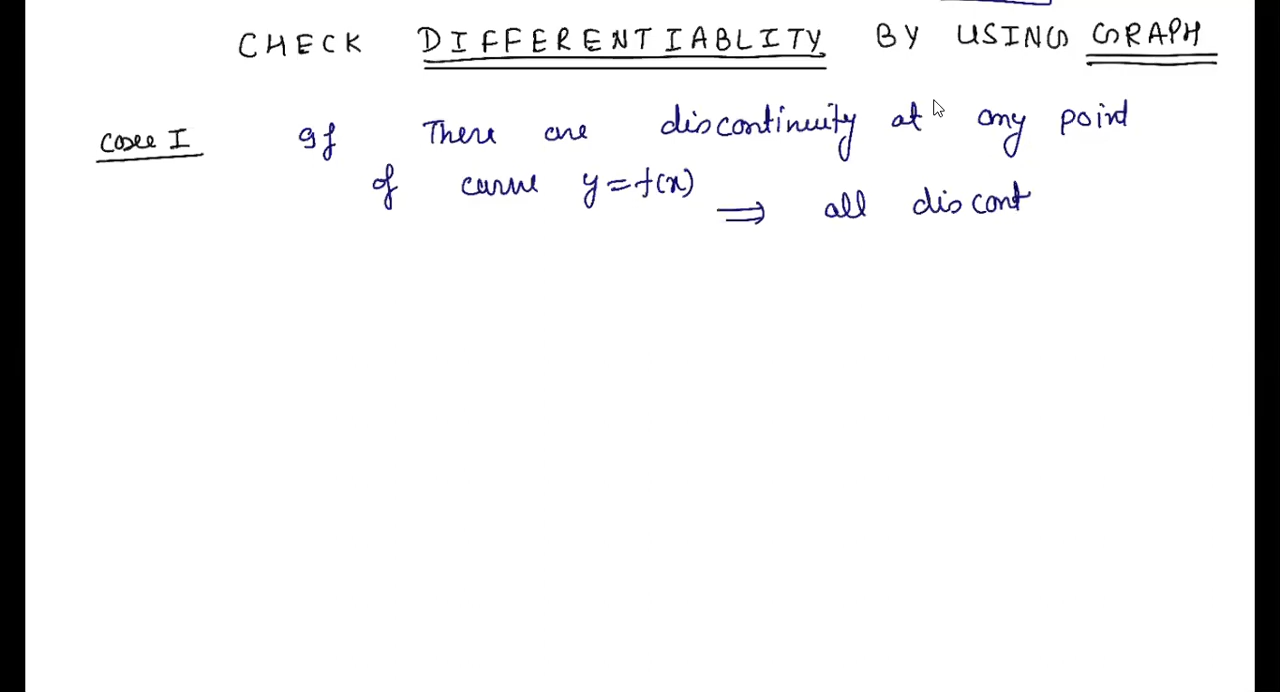 CHECK DIFFERENTIABLITY BY USING GRAPH
Case I If There are discontinuity at any point
of curve y=f(x) ⟹ all discont